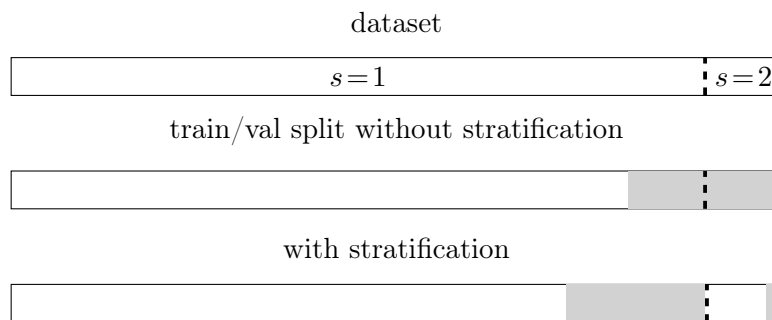 dataset
s=1 s=2
train/val split without stratification
with stratification